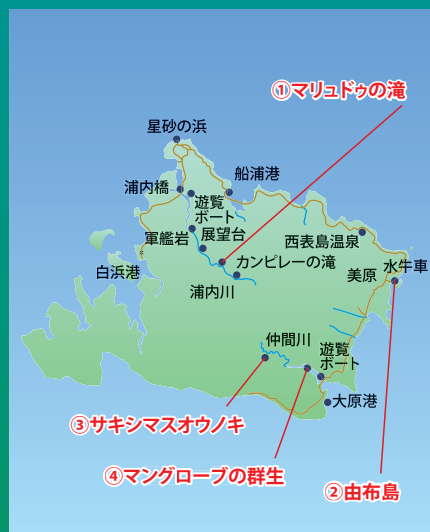 ①マリュドゥの滝
星砂の浜
船浦港
浦内橋
遊覧
ボート
軍艦岩
展望台
西表島温泉
カンピレーの滝
水牛車
美原
白浜港
浦内川
仲間川
遊覧
ボート
大原港
③サキシマスオウノキ
④マングローブの群生
②由布島